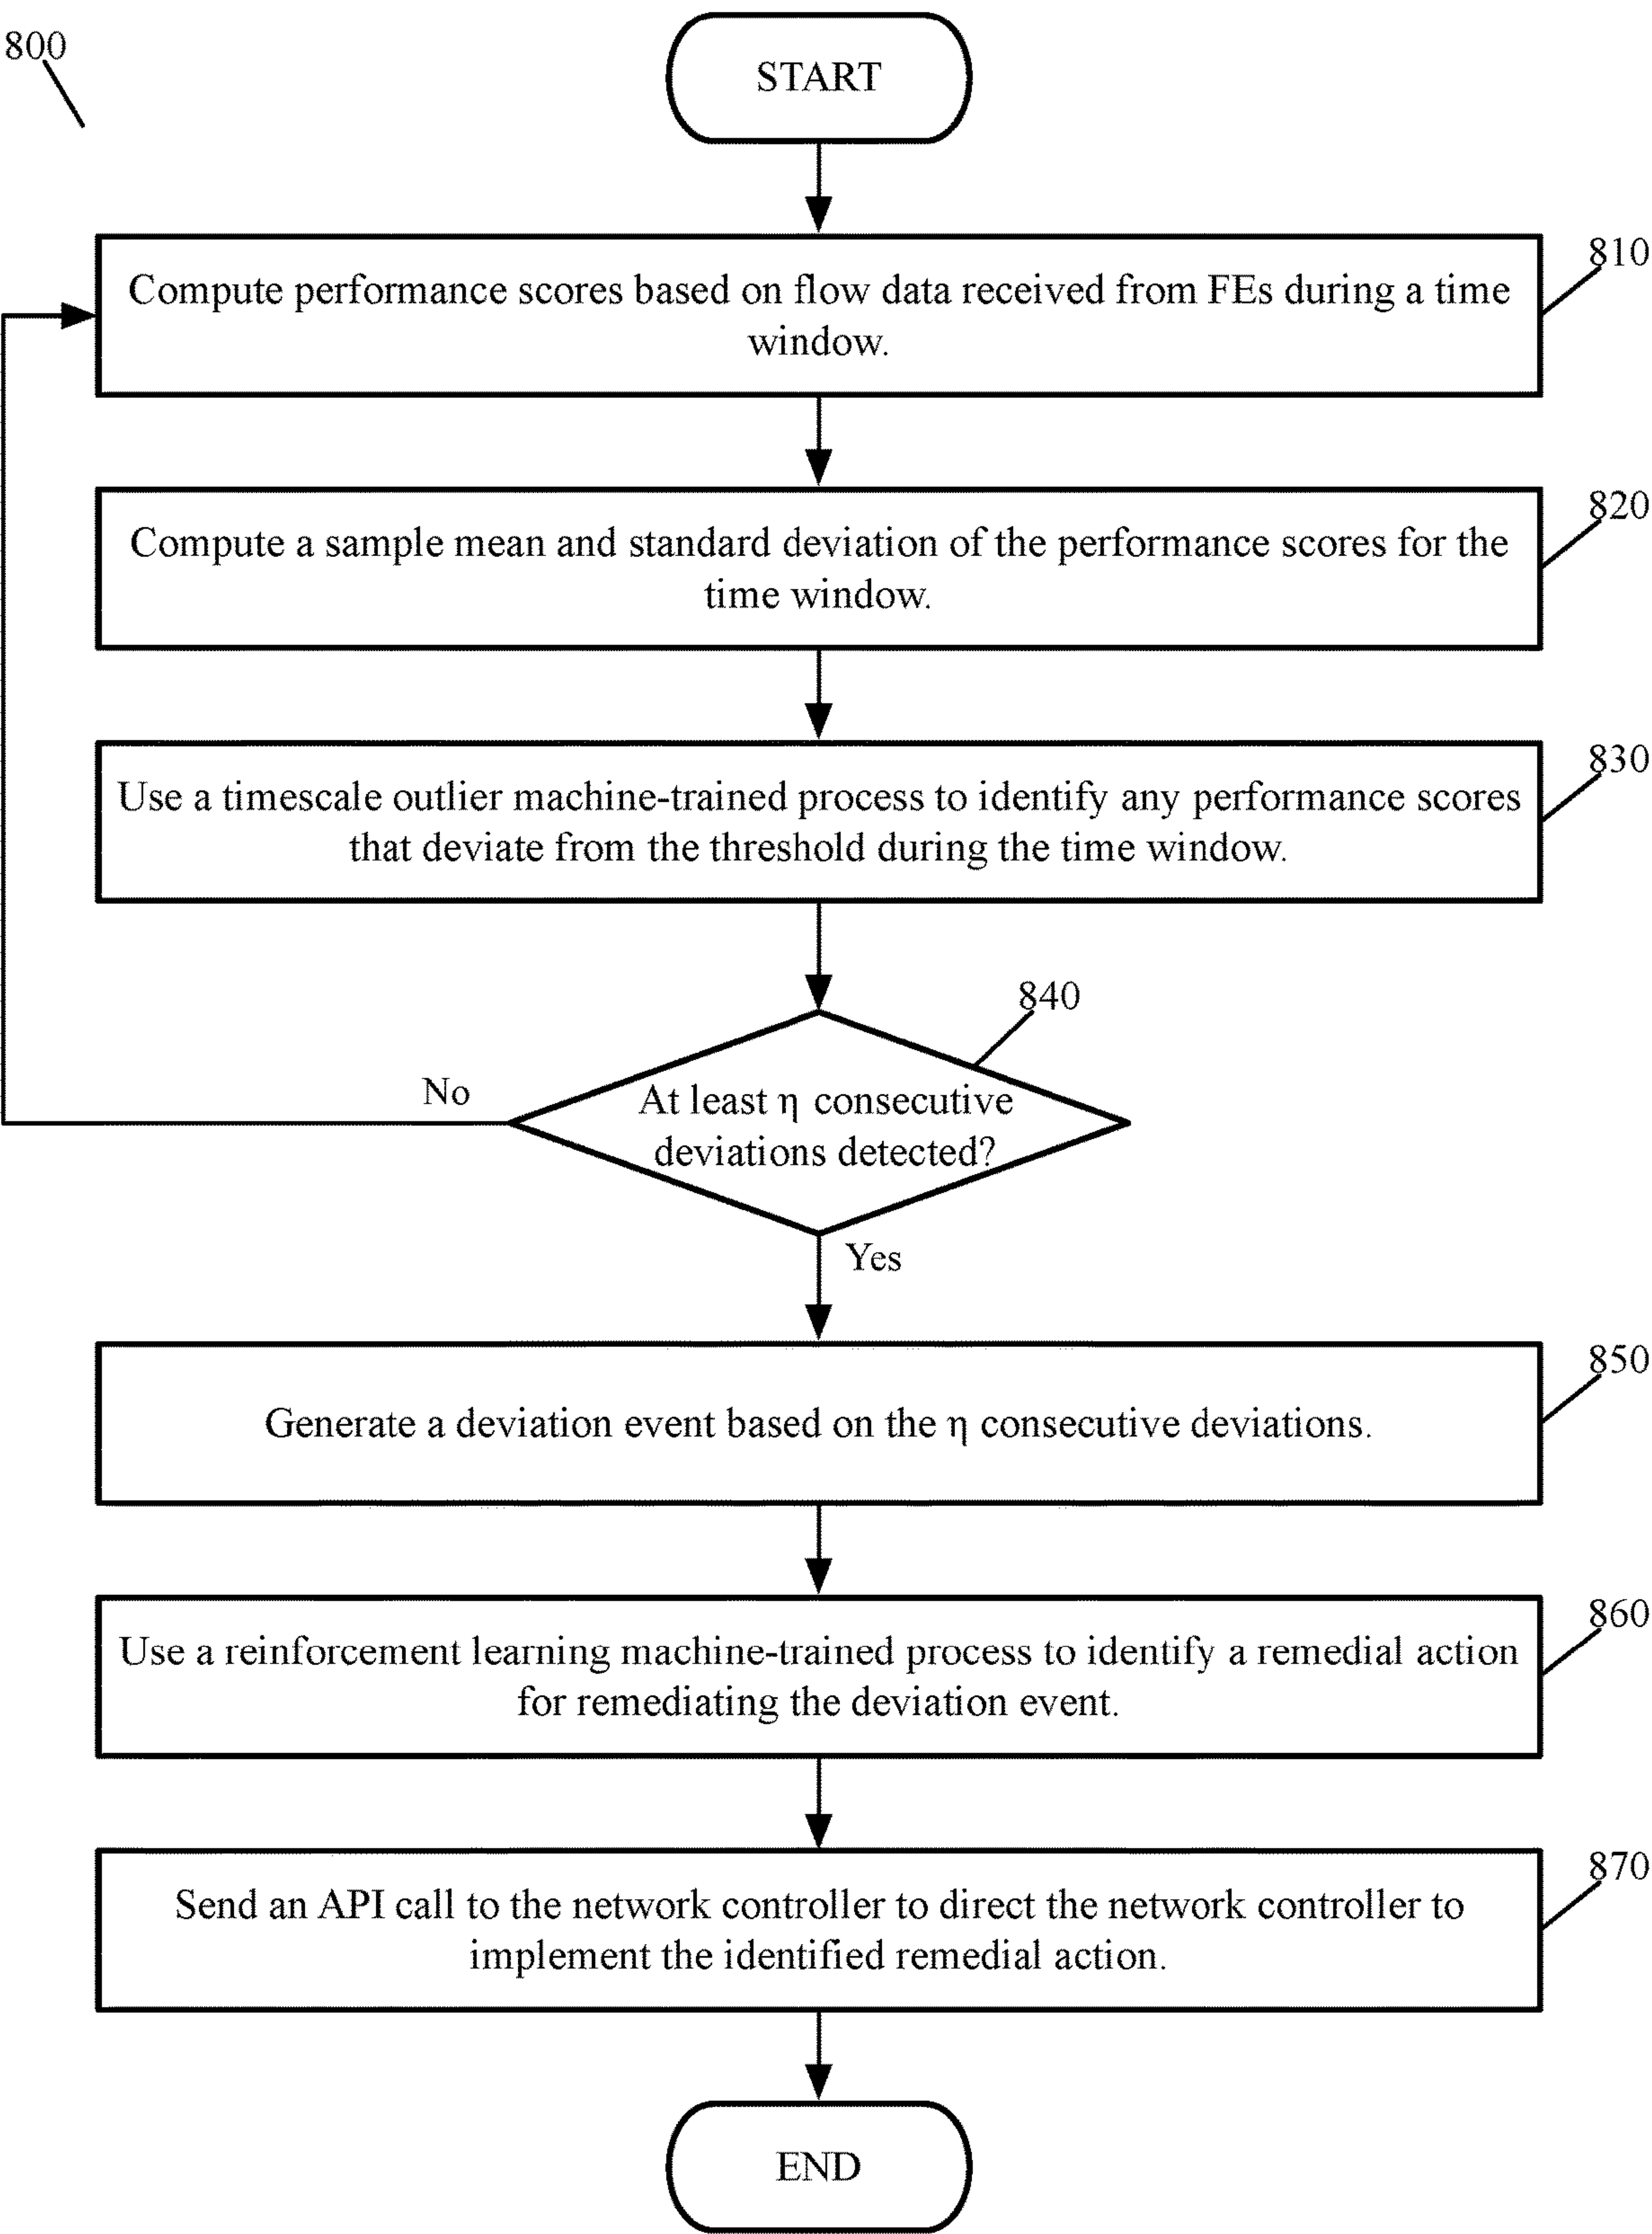 800
START
810
Compute performance scores based on flow data received from FEs during a time
window.
820
Compute a sample mean and standard deviation of the performance scores for the
time window.
830
Use a timescale outlier machine-trained process to identify any performance scores
that deviate from the threshold during the time window.
840
No
At least η consecutive
deviations detected?
Yes
850
Generate a deviation event based on the η consecutive deviations.
860
Use a reinforcement learning machine-trained process to identify a remedial action
for remediating the deviation event.
870
Send an API call to the network controller to direct the network controller to
implement the identified remedial action.
END